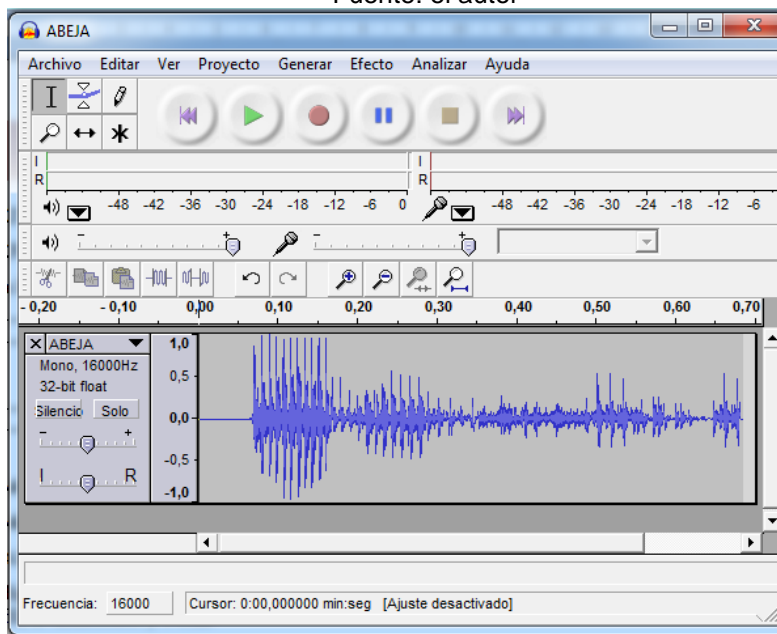 Fuente: el autor
ABEJA
Archivo Editar Ver Proyecto Generar Efecto Analizar Ayuda
I I
R R
-48 -42 -36 -30 -24 -18 -12 -6 0 -48 -42 -36 -30 -24 -18 -12 -6
- + - +
- 0,20 - 0,10 0,00 0,10 0,20 0,30 0,40 0,50 0,60 0,70
X ABEJA 1,0
Mono, 16000Hz
32-bit float 0,5
Silencio Solo
- + 0,0
-0,5
I R
-1,0
Frecuencia: 16000 Cursor: 0:00,000000 min:seg [Ajuste desactivado]